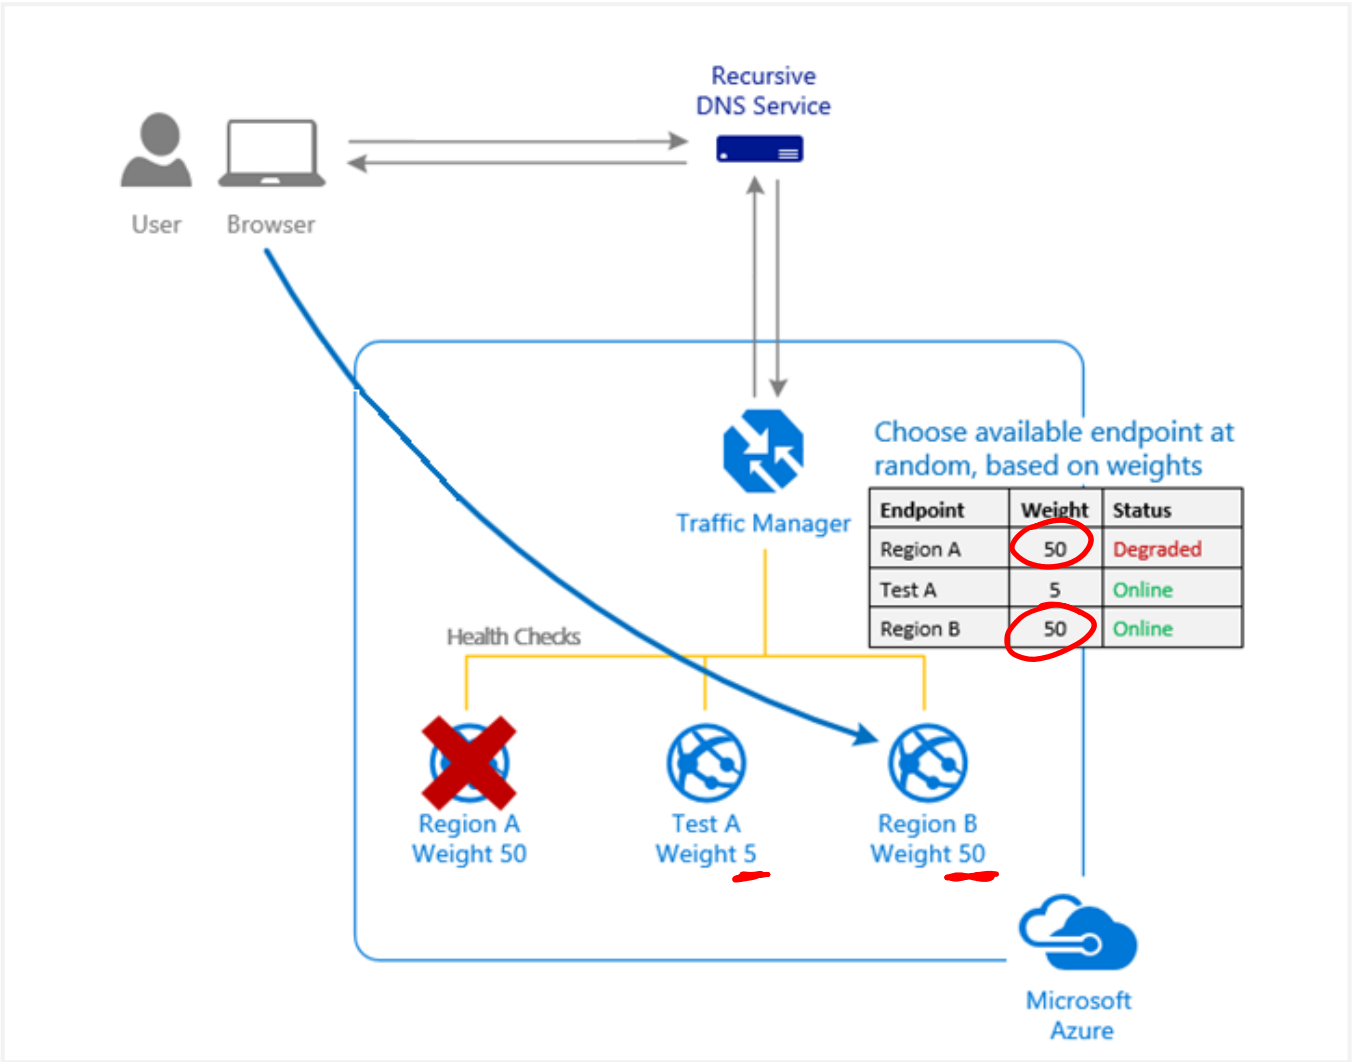 Recursive
DNS Service
User
Browser
Choose available endpoint at
random, based on weights
Traffic Manager
Endpoint Weight Status
Region A 50 Degraded
Test A 5 Online
Region B 50 Online
Health Checks
Region A
Weight 50
Test A
Weight 5
Region B
Weight 50
Microsoft
Azure